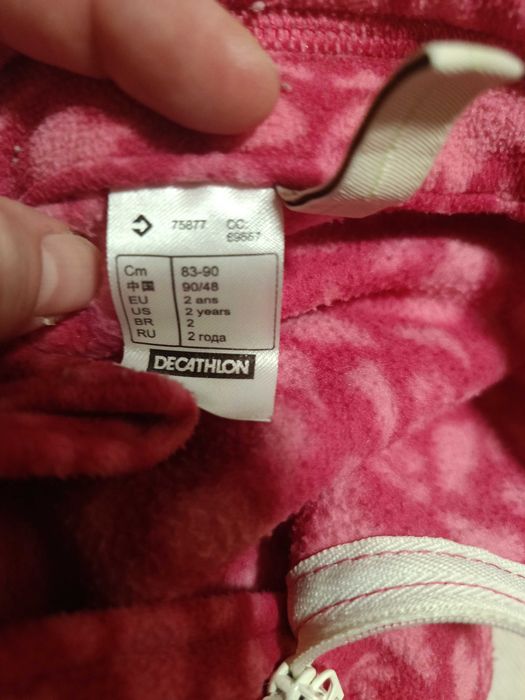 75877 CC:
69557
Cm 83-90
中国 90/48
EU 2 ans
US 2 years
BR 2
RU 2 года
DECATHLON